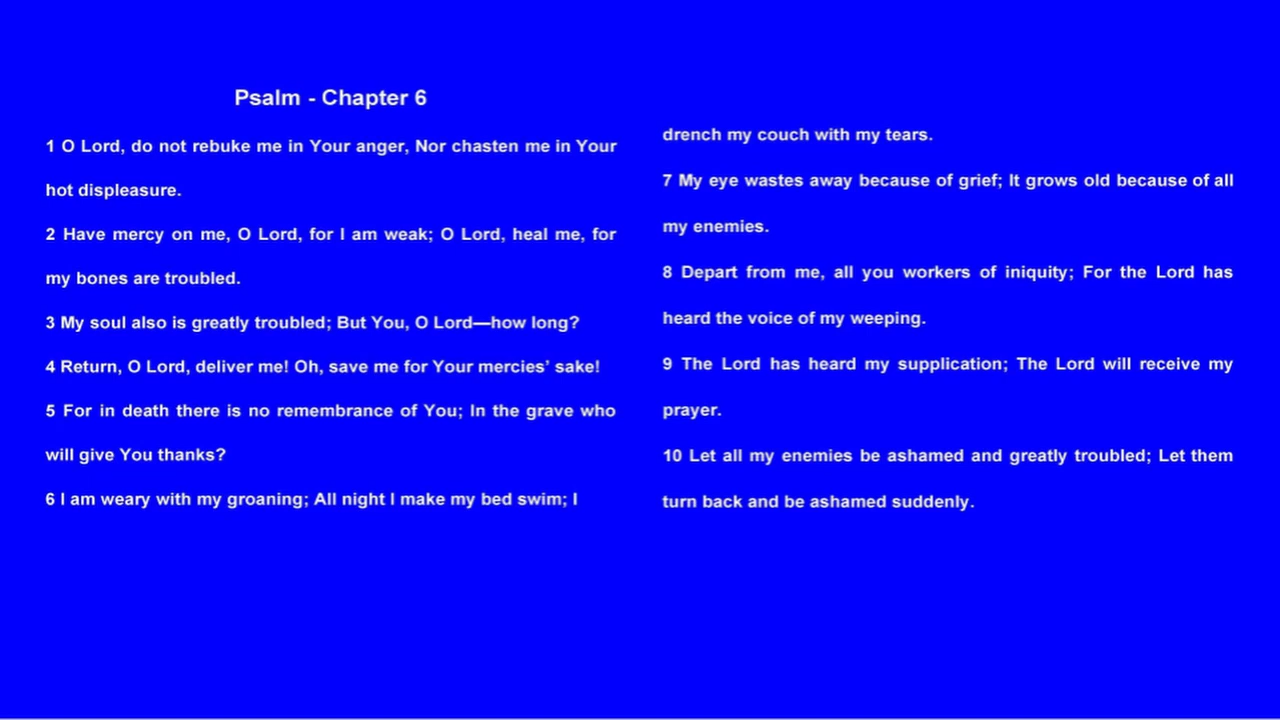 Psalm - Chapter 6
1 O Lord, do not rebuke me in Your anger, Nor chasten me in Your
hot displeasure.
2 Have mercy on me, O Lord, for I am weak; O Lord, heal me, for
my bones are troubled.
3 My soul also is greatly troubled; But You, O Lord—how long?
4 Return, O Lord, deliver me! Oh, save me for Your mercies’ sake!
5 For in death there is no remembrance of You; In the grave who
will give You thanks?
6 I am weary with my groaning; All night I make my bed swim; I
drench my couch with my tears.
7 My eye wastes away because of grief; It grows old because of all
my enemies.
8 Depart from me, all you workers of iniquity; For the Lord has
heard the voice of my weeping.
9 The Lord has heard my supplication; The Lord will receive my
prayer.
10 Let all my enemies be ashamed and greatly troubled; Let them
turn back and be ashamed suddenly.